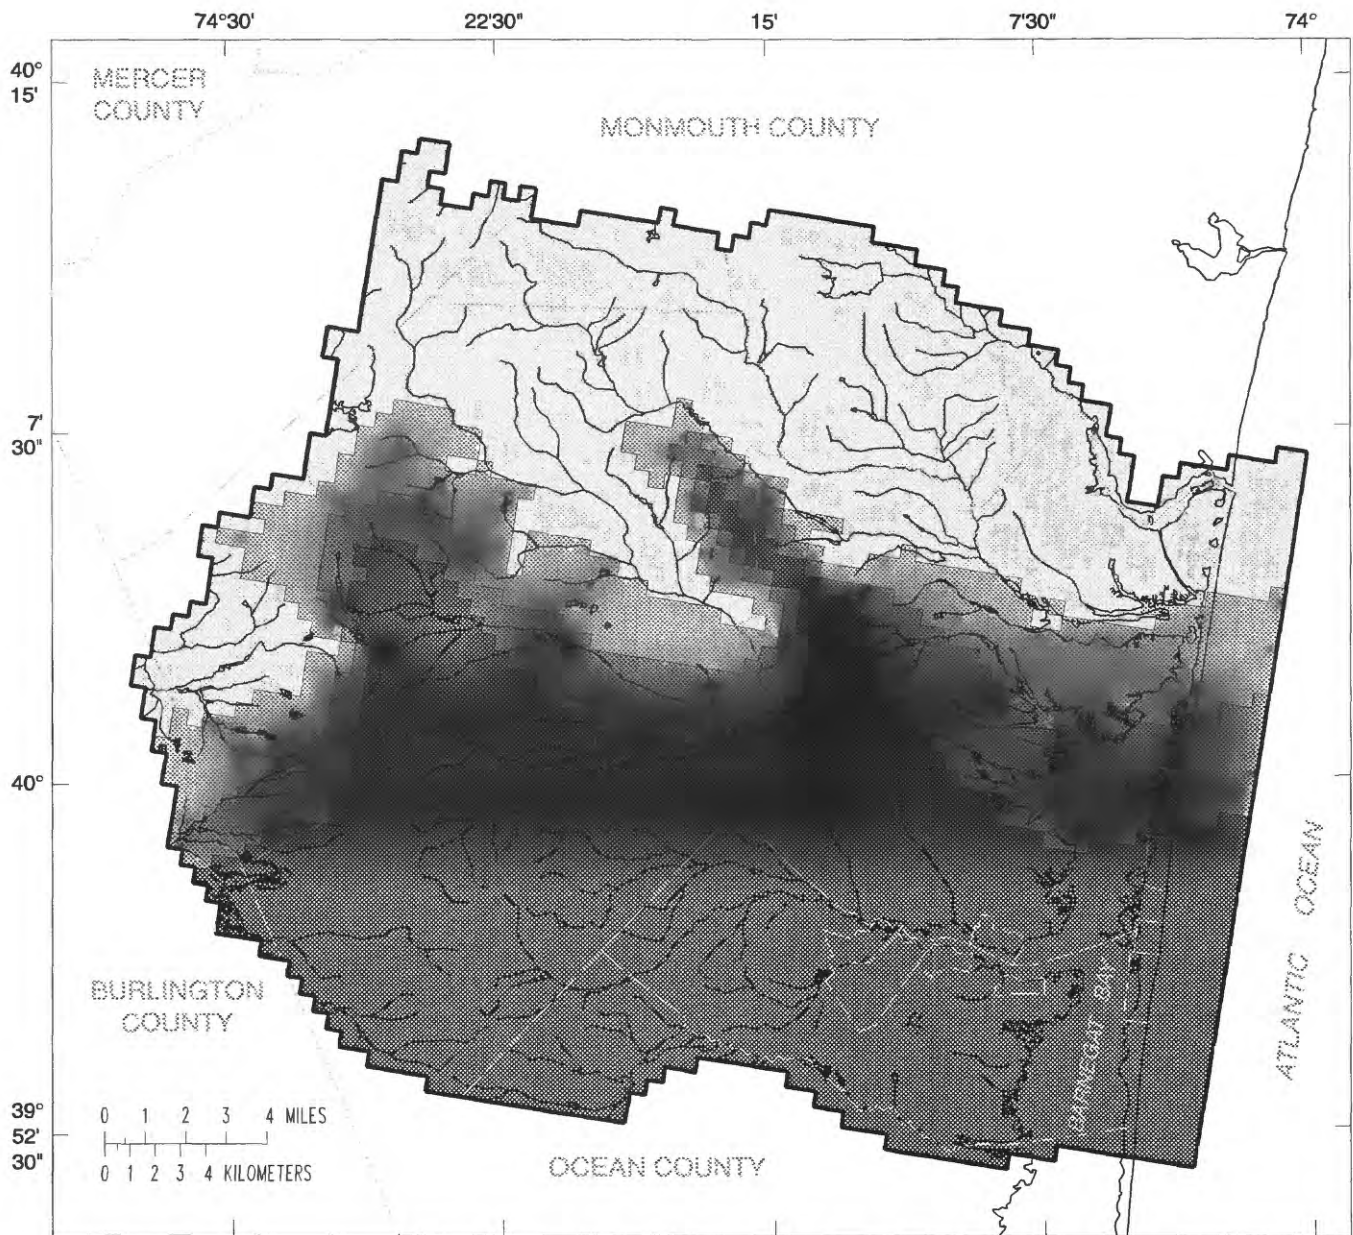 74°30' 22'30" 15' 7'30" 74°
40°
15'
MERCER
COUNTY
MONMOUTH COUNTY
7'
30"
40°
ATLANTIC OCEAN
BURLINGTON
COUNTY
BARNEGAT BAY
39°
52'
30"
0 1 2 3 4 MILES
0 1 2 3 4 KILOMETERS
OCEAN COUNTY